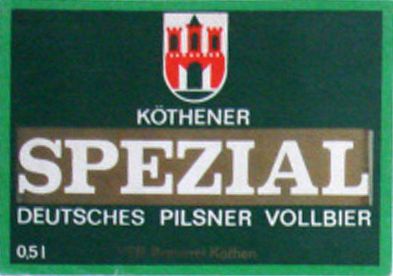 KÖTHENER
SPEZIAL
DEUTSCHES PILSNER VOLLBIER
0,5 l
VEB Brauerei Köthen